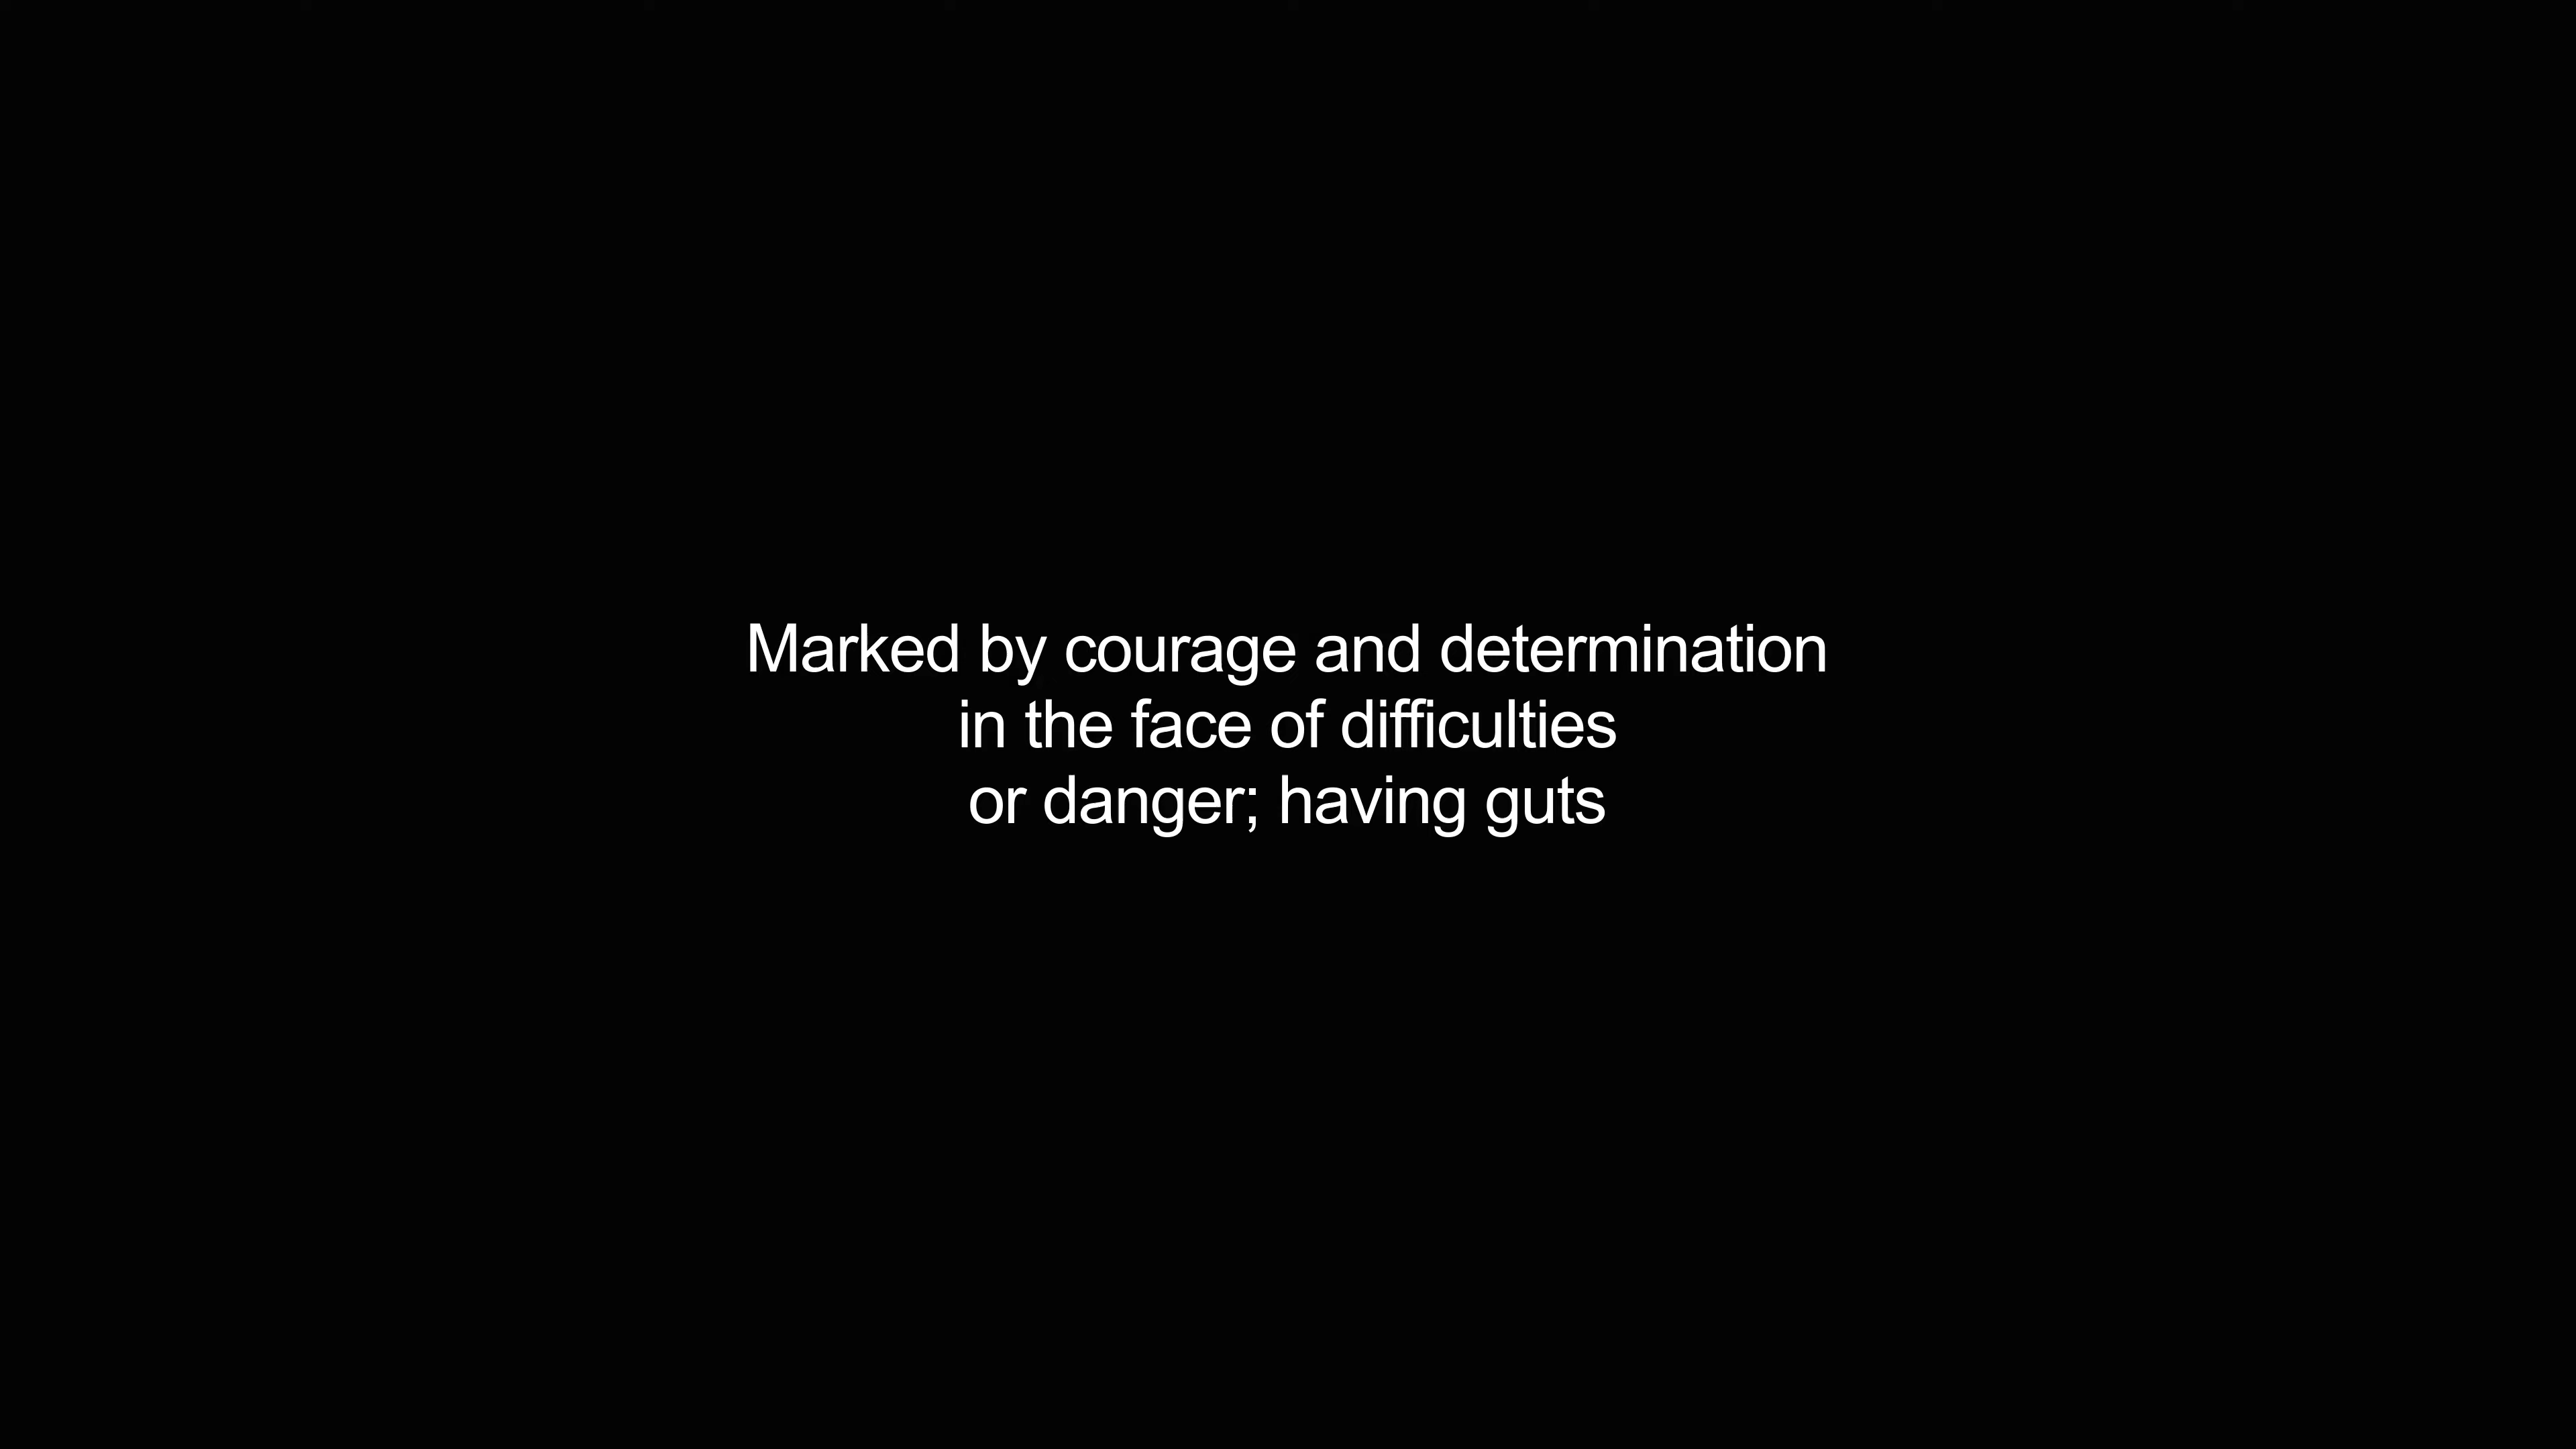 Marked by courage and determination
in the face of difficulties
or danger; having guts